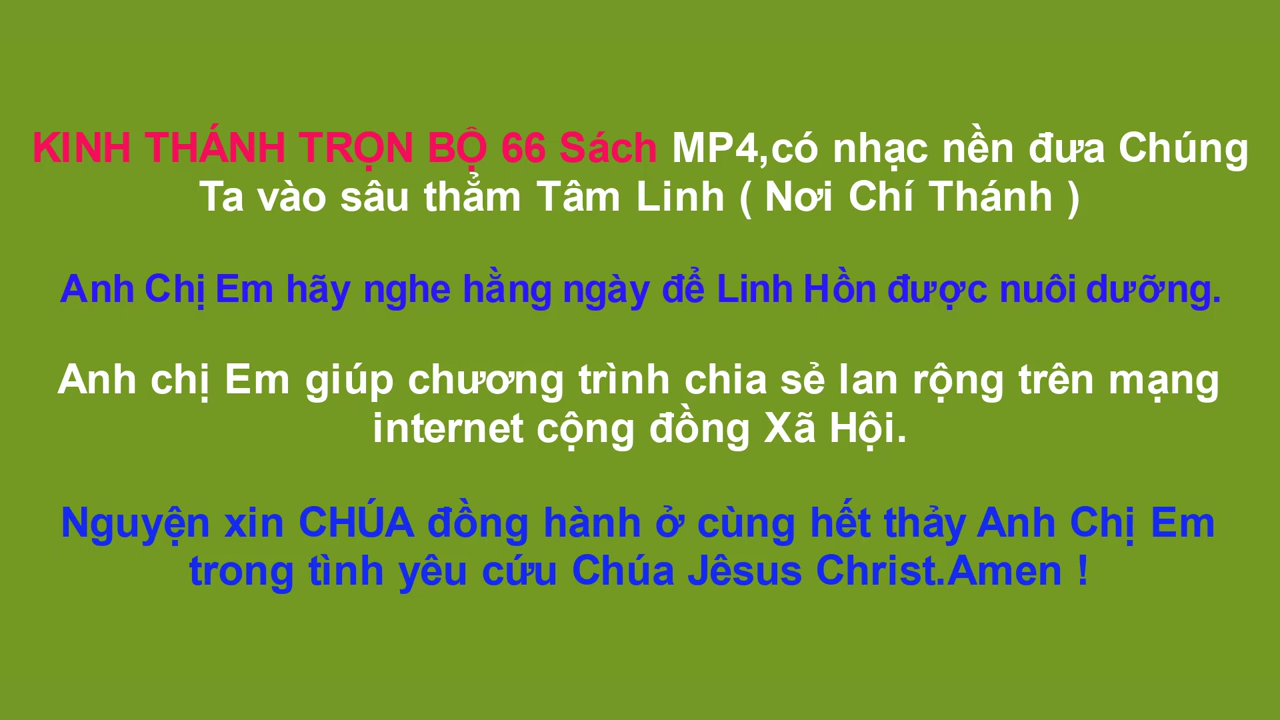 KINH THÁNH TRỌN BỘ 66 Sách MP4,có nhạc nền đưa Chúng
Ta vào sâu thẳm Tâm Linh ( Nơi Chí Thánh )
Anh Chị Em hãy nghe hằng ngày để Linh Hồn được nuôi dưỡng.
Anh chị Em giúp chương trình chia sẻ lan rộng trên mạng
internet cộng đồng Xã Hội.
Nguyện xin CHÚA đồng hành ở cùng hết thảy Anh Chị Em
trong tình yêu cứu Chúa Jêsus Christ.Amen !